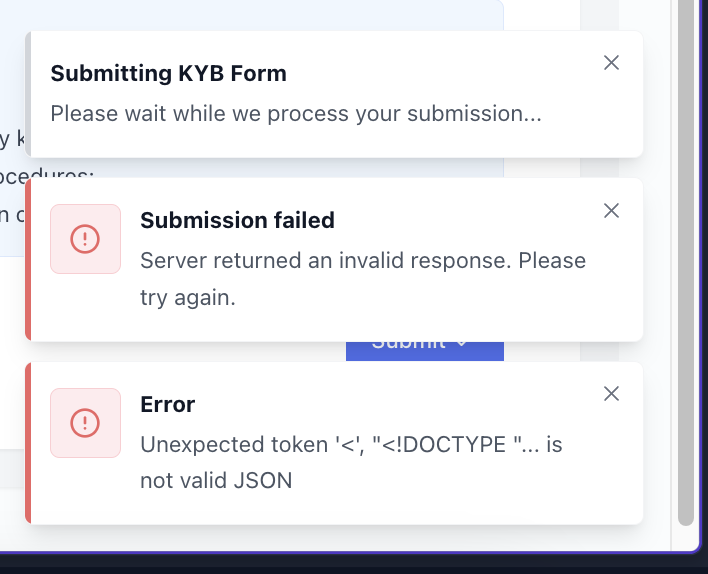 Submitting KYB Form
Please wait while we process your submission...
y
ocedures:
n
Submission failed
Server returned an invalid response. Please
try again.
Submit
Error
Unexpected token '<', "<!DOCTYPE "... is
not valid JSON